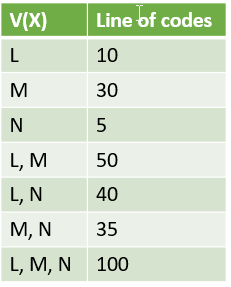 V(X) Line of codes
L 10
M 30
N 5
L, M 50
L, N 40
M, N 35
L, M, N 100